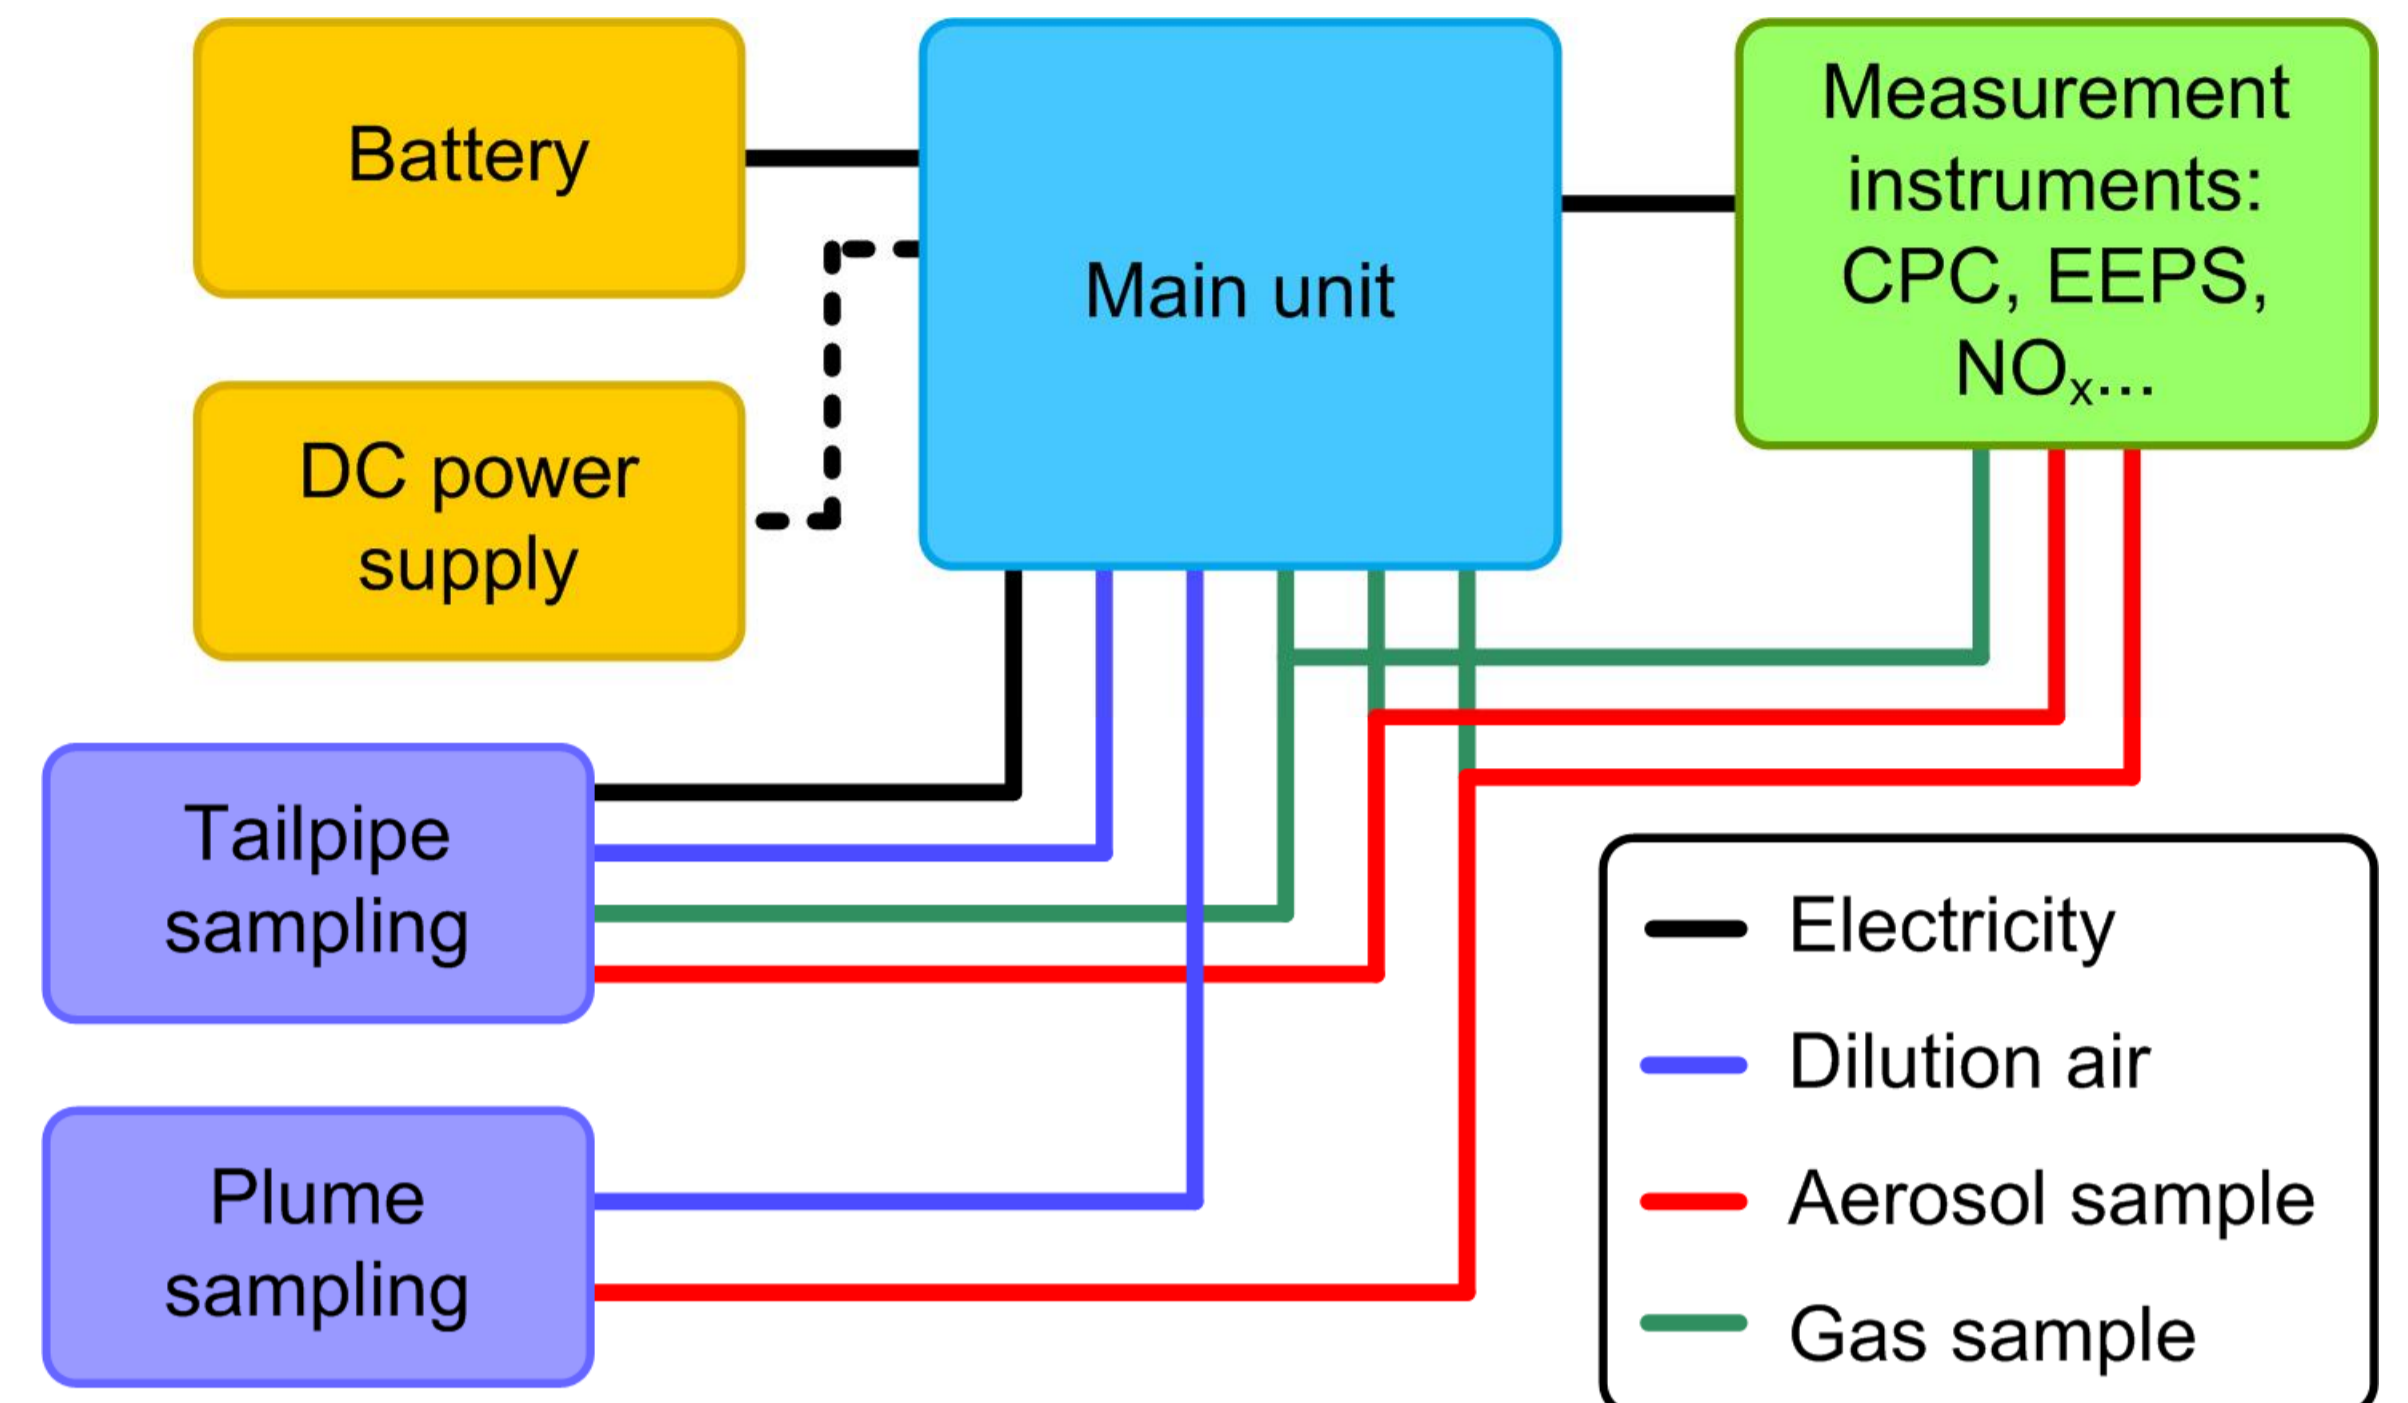 Battery
Main unit
Measurement
instruments:
CPC, EEPS,
NOₓ...
DC power
supply
Tailpipe
sampling
Plume
sampling
Electricity
Dilution air
Aerosol sample
Gas sample